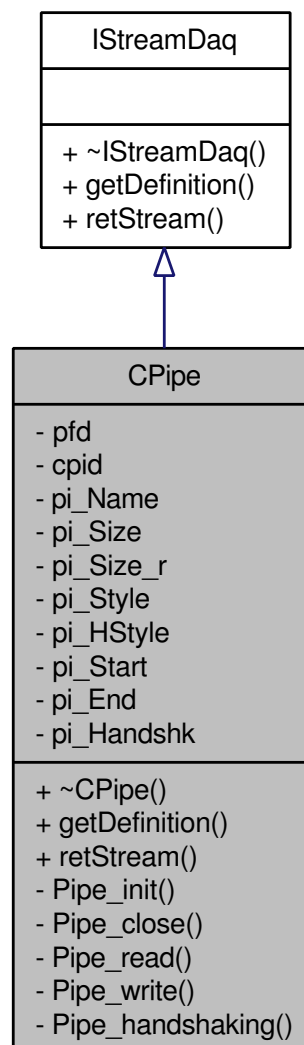 IStreamDaq
+ ~IStreamDaq()
+ getDefinition()
+ retStream()
CPipe
- pfd
- cpid
- pi_Name
- pi_Size
- pi_Size_r
- pi_Style
- pi_HStyle
- pi_Start
- pi_End
- pi_Handshk
+ ~CPipe()
+ getDefinition()
+ retStream()
- Pipe_init()
- Pipe_close()
- Pipe_read()
- Pipe_write()
- Pipe_handshaking()